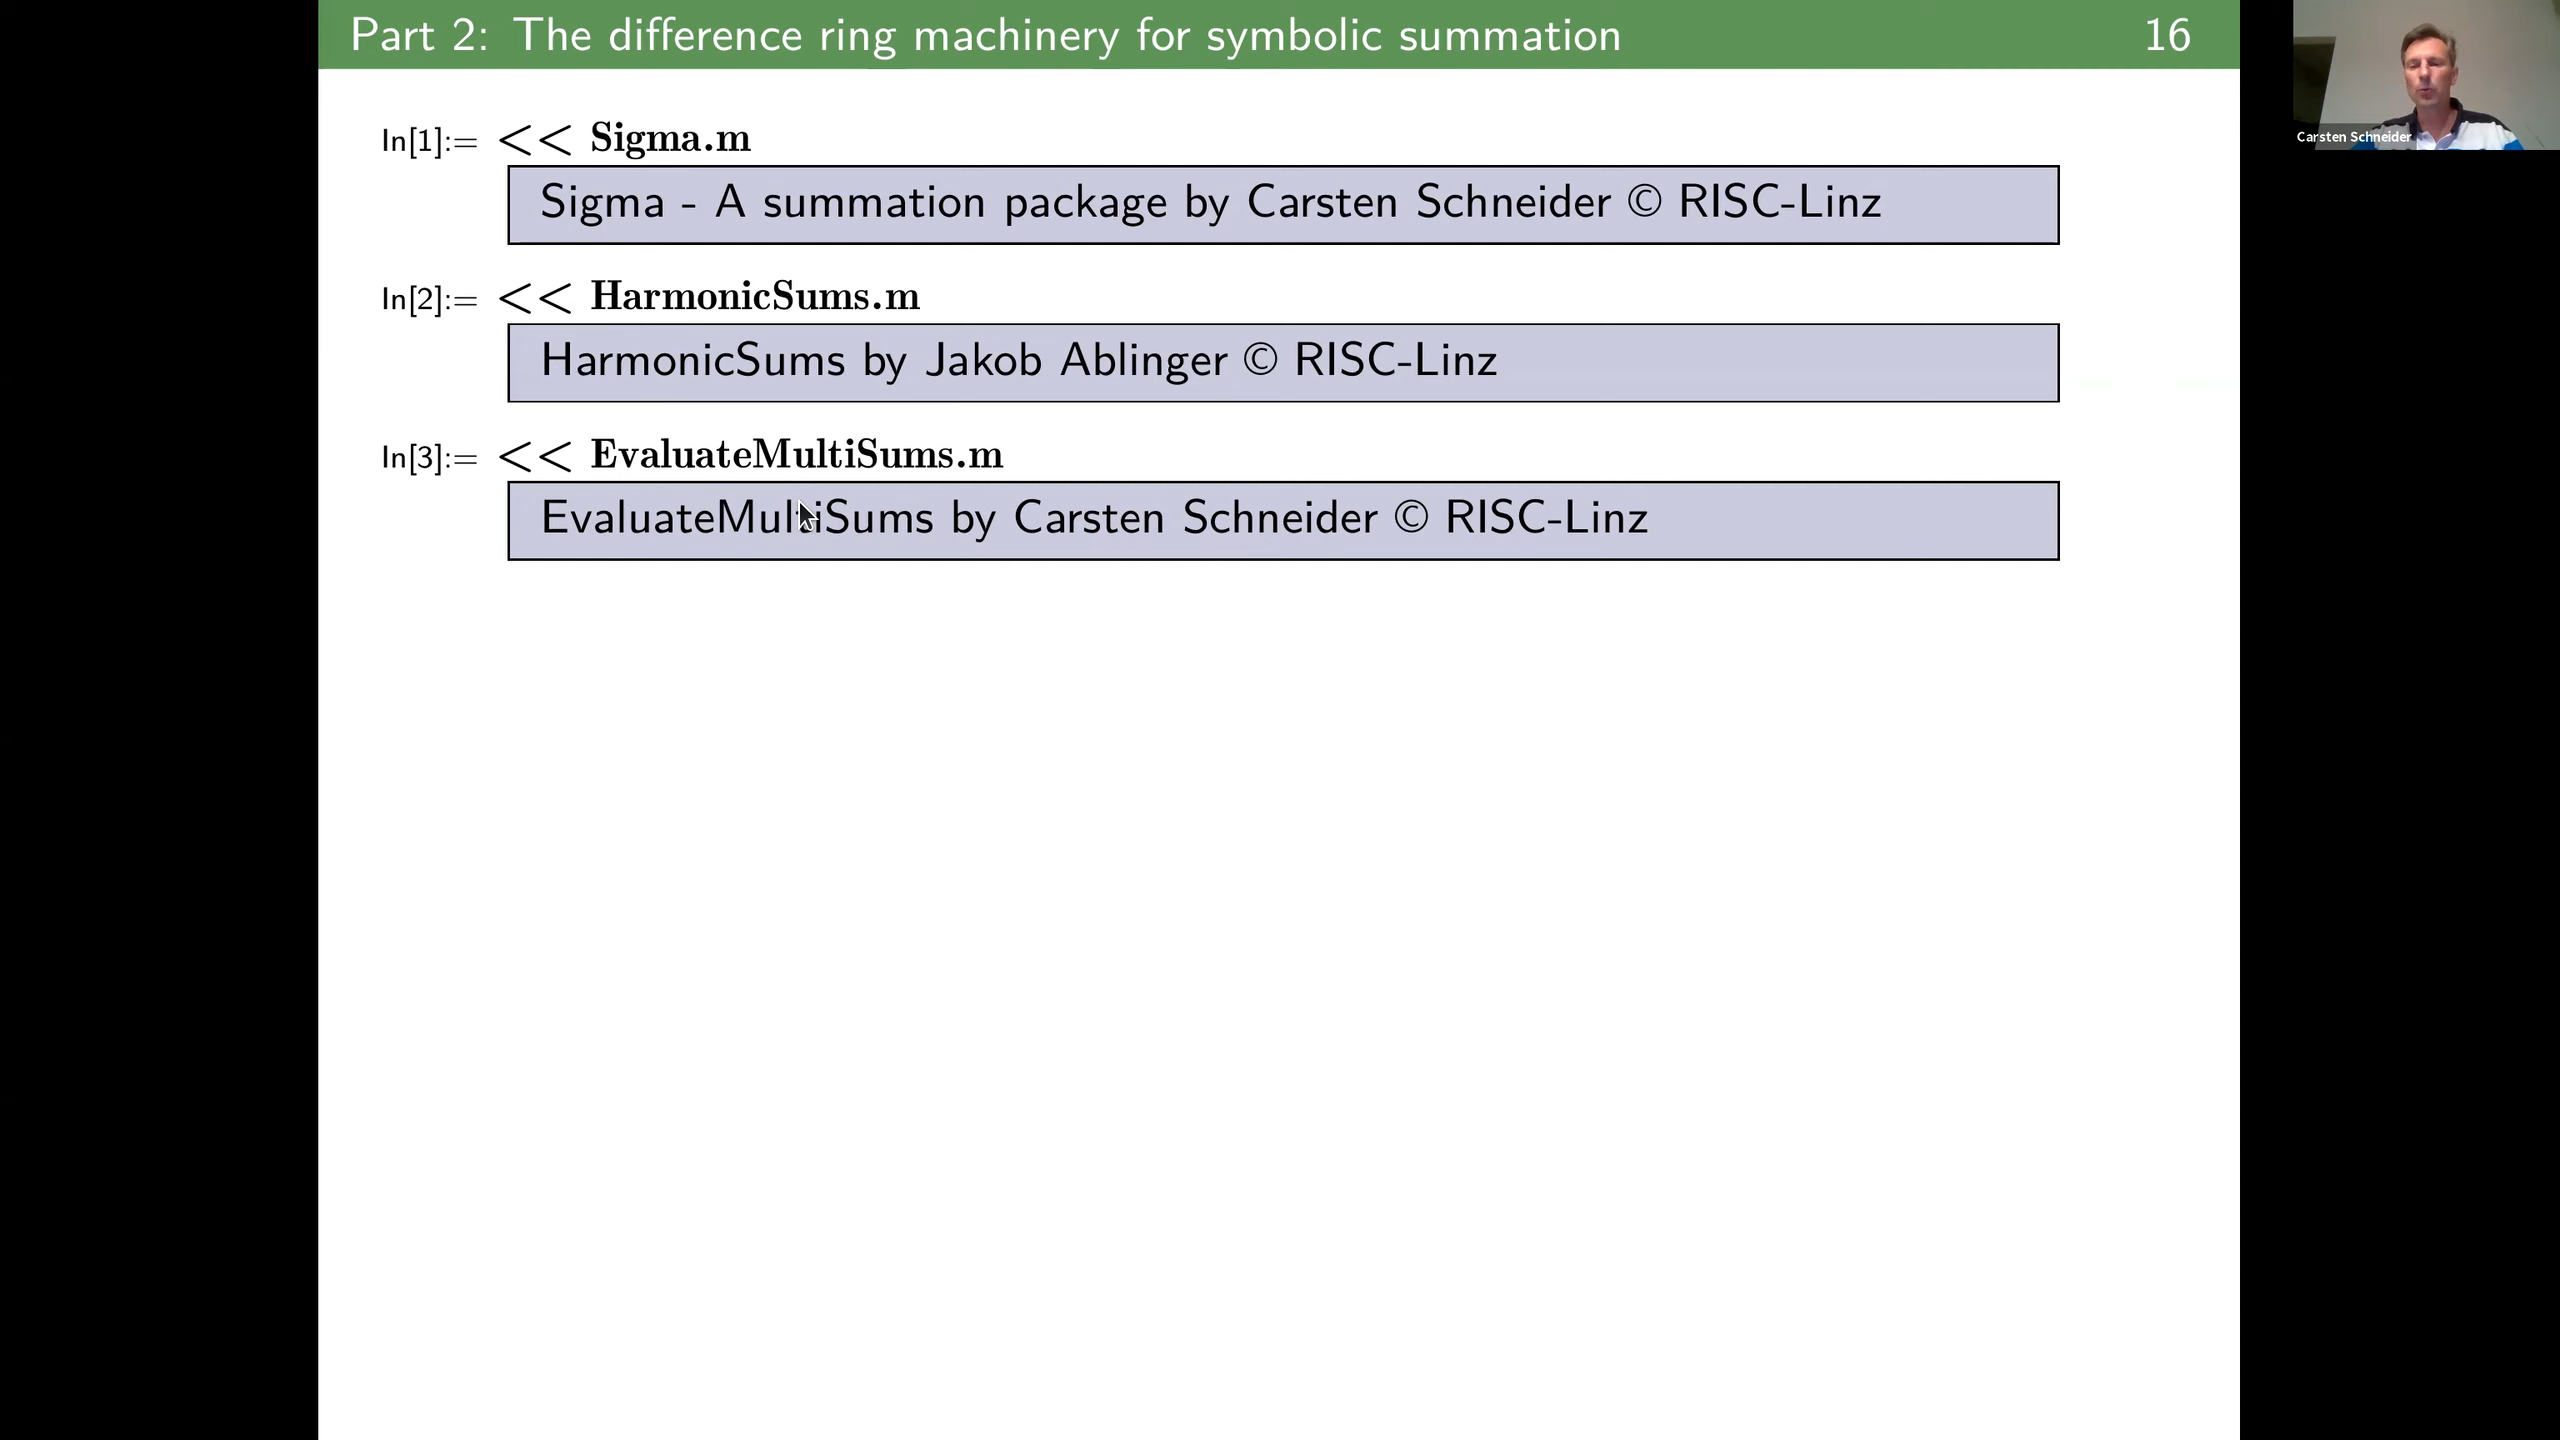 Part 2: The difference ring machinery for symbolic summation 16
In[1]:= << Sigma.m
Sigma - A summation package by Carsten Schneider © RISC-Linz
In[2]:= << HarmonicSums.m
HarmonicSums by Jakob Ablinger © RISC-Linz
In[3]:= << EvaluateMultiSums.m
EvaluateMultiSums by Carsten Schneider © RISC-Linz
Carsten Schneider